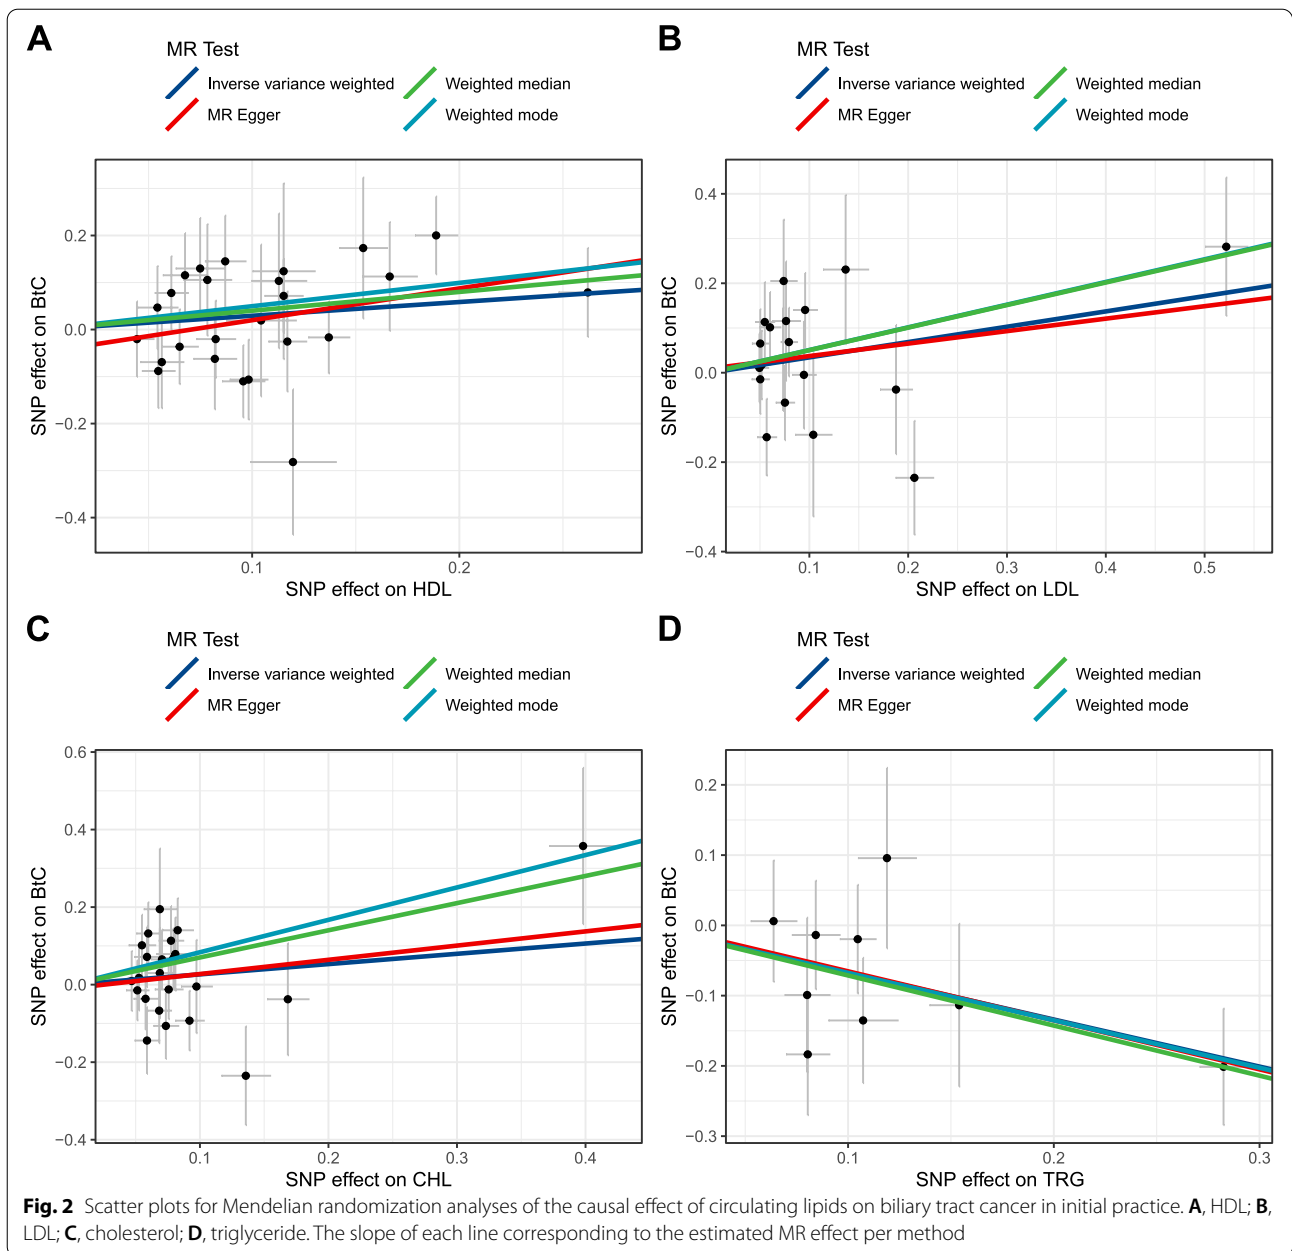 A
MR Test
Inverse variance weighted
Weighted median
MR Egger
Weighted mode
SNP effect on BtC
0.2
0.0
−0.2
−0.4
0.1
0.2
SNP effect on HDL
B
MR Test
Inverse variance weighted
Weighted median
MR Egger
Weighted mode
SNP effect on BtC
0.4
0.2
0.0
−0.2
−0.4
0.1
0.2
0.3
0.4
0.5
SNP effect on LDL
C
MR Test
Inverse variance weighted
Weighted median
MR Egger
Weighted mode
SNP effect on BtC
0.6
0.4
0.2
0.0
−0.2
−0.4
0.1
0.2
0.3
0.4
SNP effect on CHL
D
MR Test
Inverse variance weighted
Weighted median
MR Egger
Weighted mode
SNP effect on BtC
0.2
0.1
0.0
−0.1
−0.2
−0.3
0.1
0.2
0.3
SNP effect on TRG
Fig. 2 Scatter plots for Mendelian randomization analyses of the causal effect of circulating lipids on biliary tract cancer in initial practice. A, HDL; B,
LDL; C, cholesterol; D, triglyceride. The slope of each line corresponding to the estimated MR effect per method